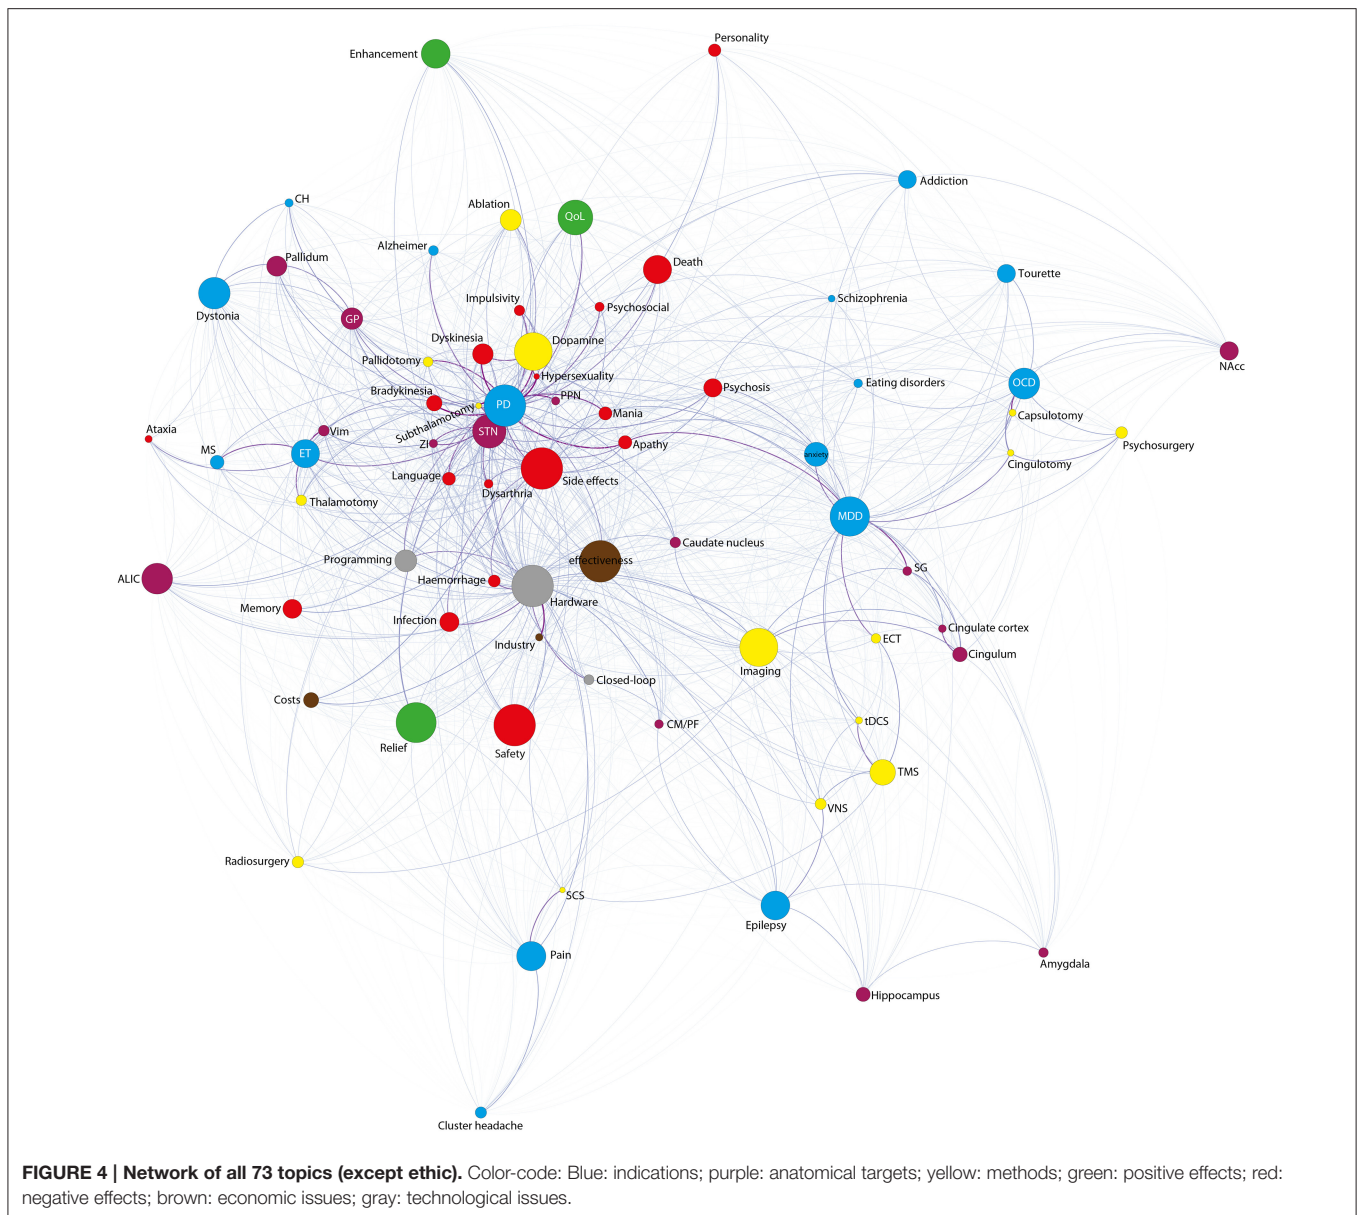 Personality
Enhancement
Addiction
CH
Ablation
QoL
Alzheimer
Pallidum
Death
Tourette
Impulsivity
Psychosocial
Schizophrenia
Dystonia
GP
Dyskinesia
Dopamine
Pallidotomy
NAcc
Hypersexuality
Bradykinesia
PPN
Psychosis
Eating disorders
OCD
PD
Subthalamotomy
Mania
Capsulotomy
Ataxia
Vim
STN
ZI
Apathy
Psychosurgery
MS
ET
anxiety
Cingulotomy
Language
Side effects
Dysarthria
Thalamotomy
MDD
Caudate nucleus
Programming
effectiveness
SG
ALIC
Haemorrhage
Hardware
Memory
Infection
Cingulate cortex
Industry
ECT
Cingulum
Imaging
Closed-loop
Costs
CM/PF
tDCS
Relief
Safety
TMS
VNS
Radiosurgery
SCS
Epilepsy
Pain
Amygdala
Hippocampus
Cluster headache
FIGURE 4 | Network of all 73 topics (except ethic). Color-code: Blue: indications; purple: anatomical targets; yellow: methods; green: positive effects; red:
negative effects; brown: economic issues; gray: technological issues.